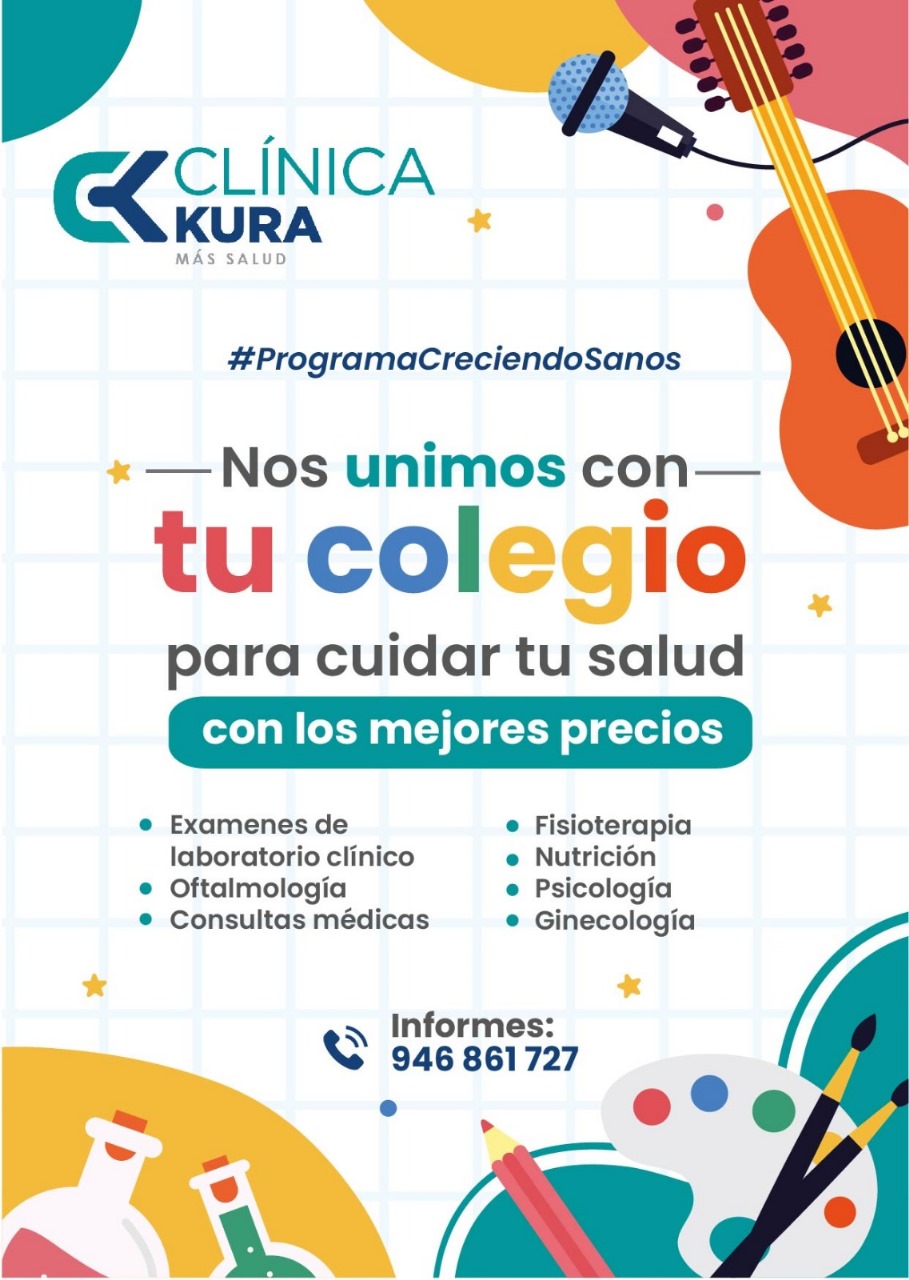 CLÍNICA
KURA
MÁS SALUD
#ProgramaCreciendoSanos
Nos unimos con
tu colegio
para cuidar tu salud
con los mejores precios
Examenes de
laboratorio clínico
Oftalmología
Consultas médicas
Fisioterapia
Nutrición
Psicología
Ginecología
Informes:
946 861 727